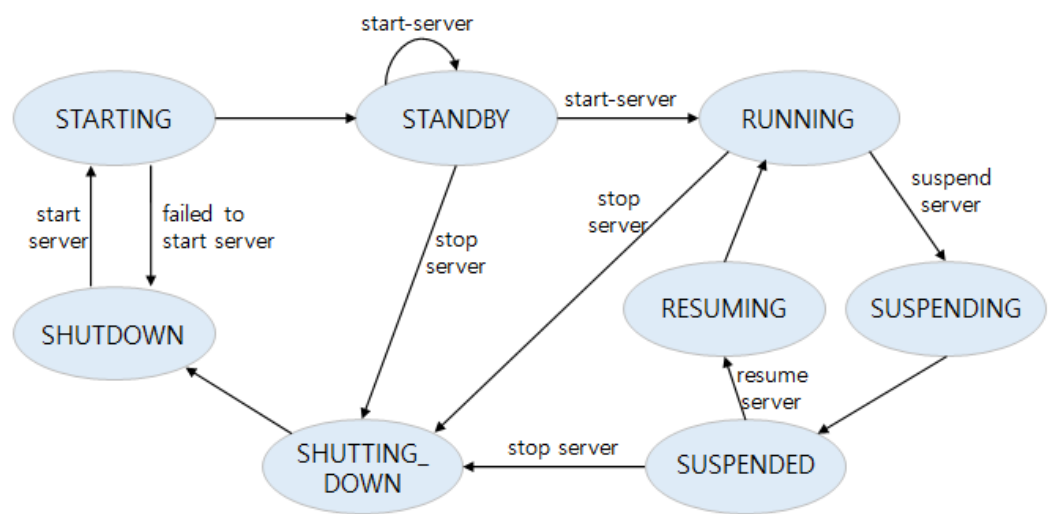 start-server
STARTING
STANDBY
start-server
RUNNING
start
server
failed to
start server
stop
server
stop
server
suspend
server
SHUTDOWN
RESUMING
SUSPENDING
resume
server
SHUTTING_
DOWN
stop server
SUSPENDED